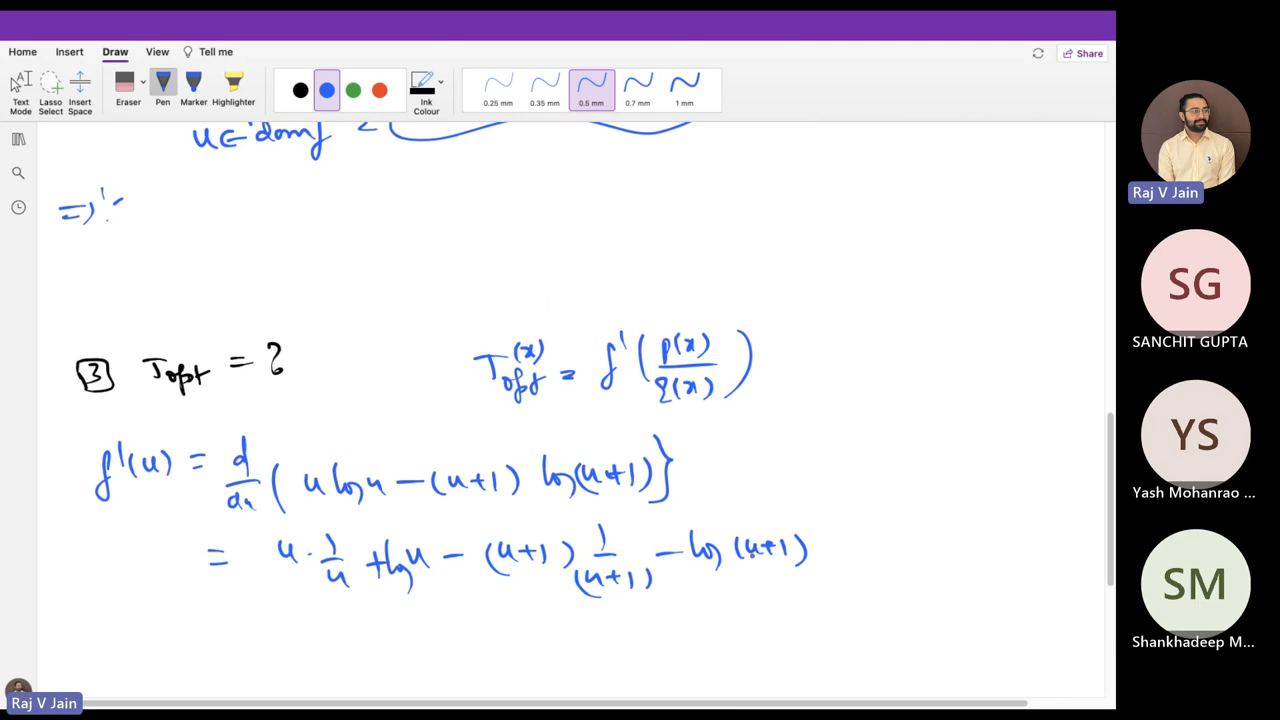 Home Insert Draw View Tell me
Share
Text Mode
Lasso Select
Insert Space
Eraser
Pen
Marker
Highlighter
Ink Colour
0.25 mm
0.35 mm
0.5 mm
0.7 mm
1 mm
u ∈ domf
=>
3 Topt = ?
Topt(x) = f'(p(x)/q(x))
f'(u) = d/du ( u log u - (u+1) log(u+1) }
= u · 1/u + log u - (u+1) 1/(u+1) - log (u+1)
Raj V Jain
Raj V Jain
SG
SANCHIT GUPTA
YS
Yash Mohanrao ...
SM
Shankhadeep M...